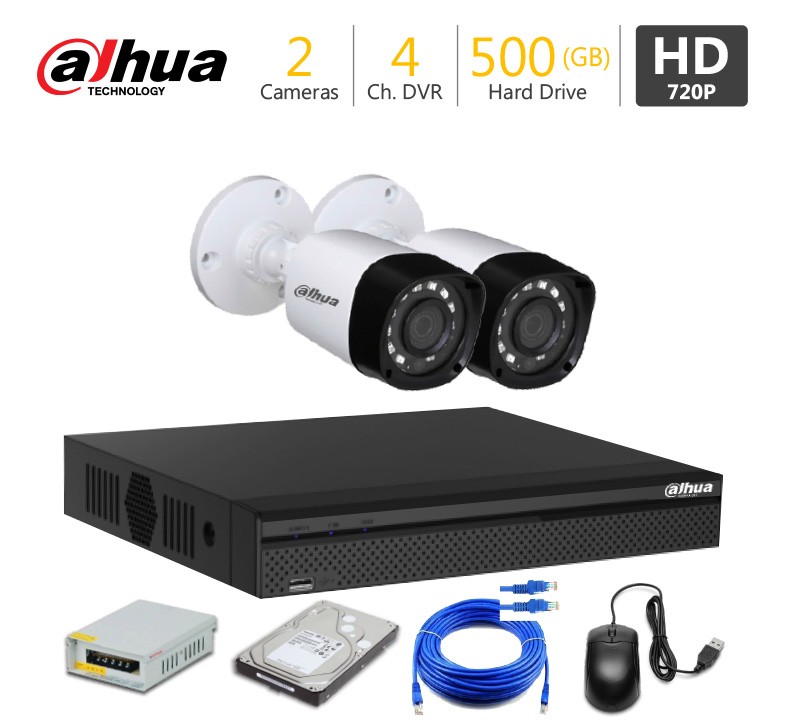 alhua
TECHNOLOGY
2
Cameras
4
Ch. DVR
500 (GB)
Hard Drive
HD
720P
alhua
alhua